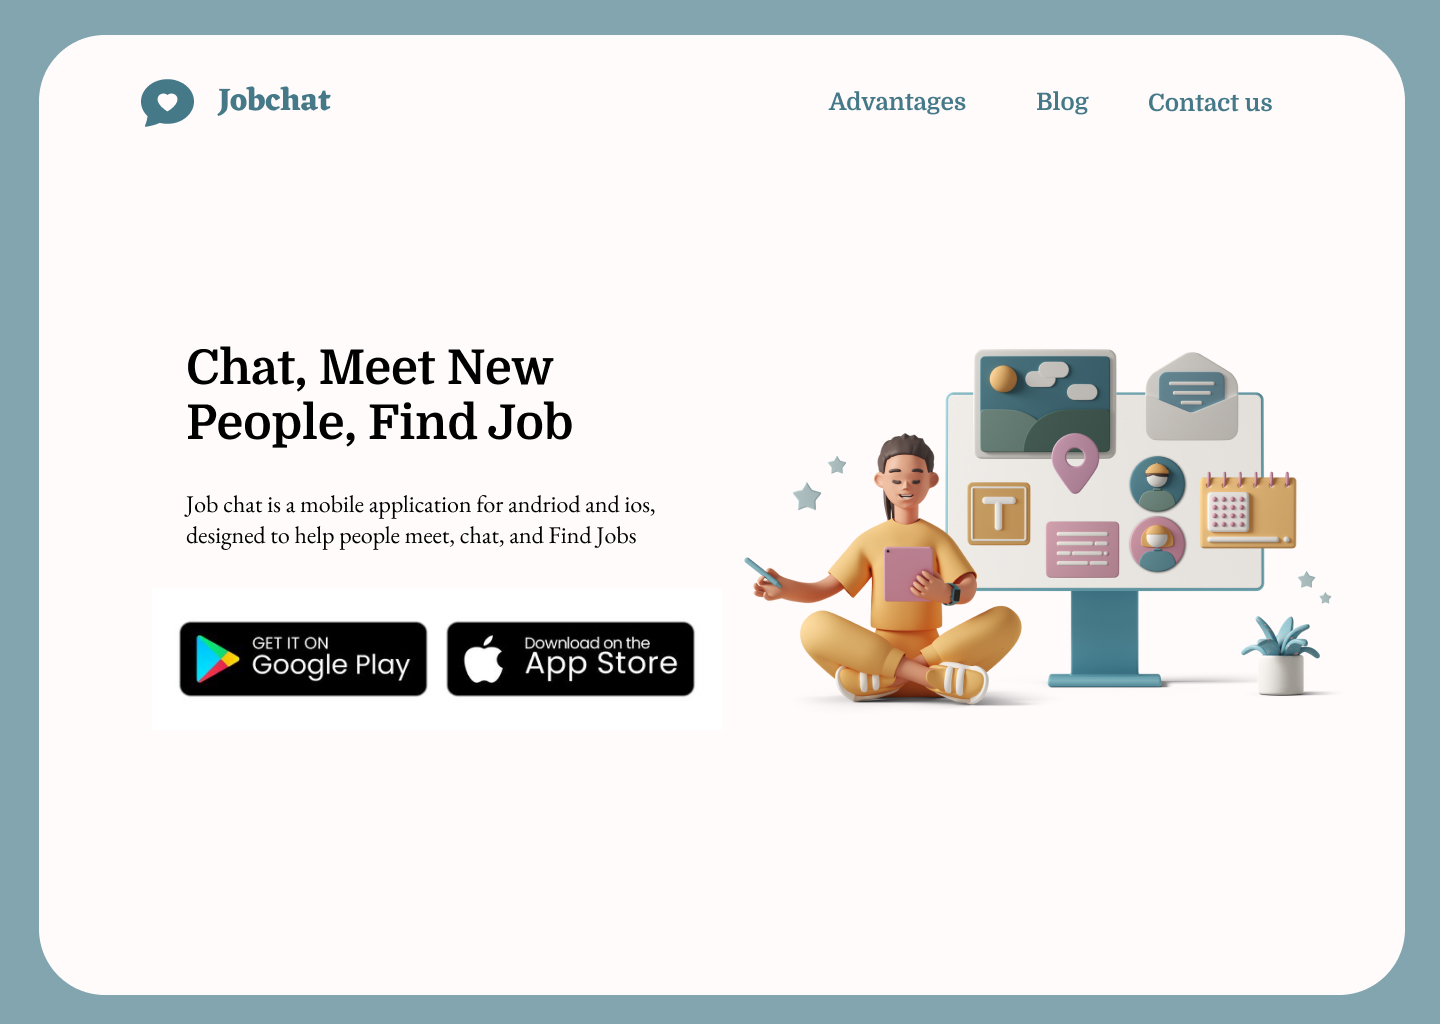 Jobchat
Advantages
Blog
Contact us
Chat, Meet New
People, Find Job
Job chat is a mobile application for andriod and ios,
designed to help people meet, chat, and Find Jobs
GET IT ON
Google Play
Download on the
App Store
T